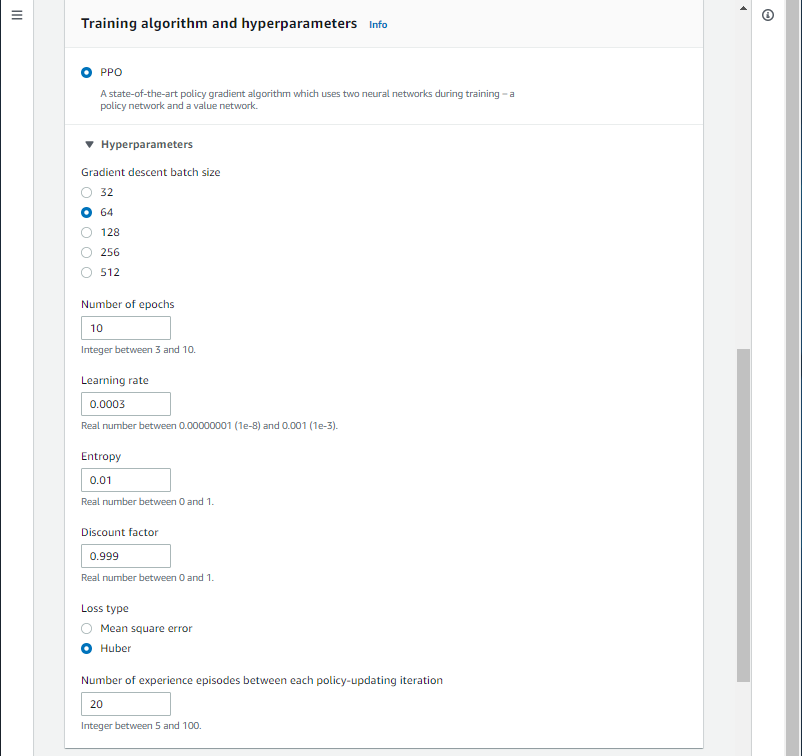 Training algorithm and hyperparameters Info
PPO
A state-of-the-art policy gradient algorithm which uses two neural networks during training – a
policy network and a value network.
Hyperparameters
Gradient descent batch size
32
64
128
256
512
Number of epochs
10
Integer between 3 and 10.
Learning rate
0.0003
Real number between 0.00000001 (1e-8) and 0.001 (1e-3).
Entropy
0.01
Real number between 0 and 1.
Discount factor
0.999
Real number between 0 and 1.
Loss type
Mean square error
Huber
Number of experience episodes between each policy-updating iteration
20
Integer between 5 and 100.